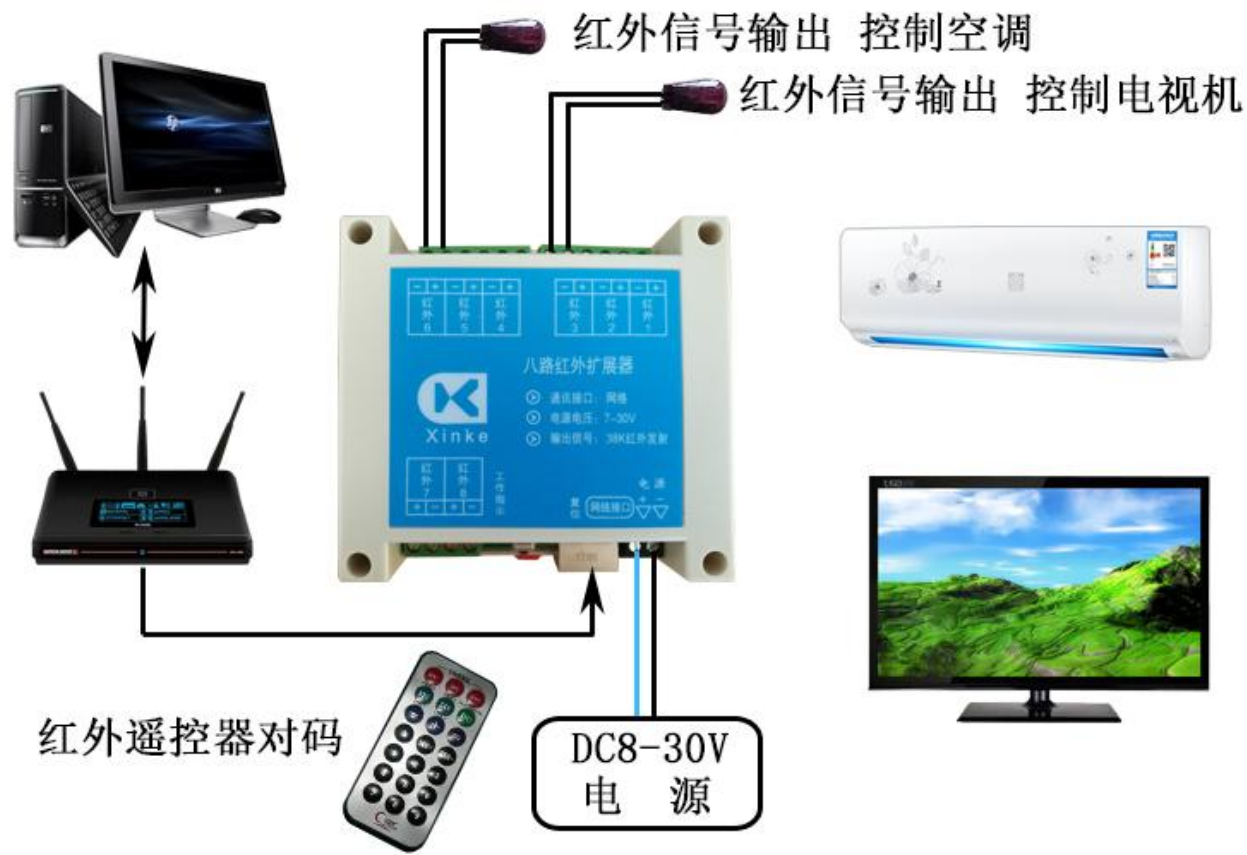 红外信号输出 控制空调
红外信号输出 控制电视机
- + - + - +
红外6 红外5 红外4
- + - + - +
红外3 红外2 红外1
八路红外扩展器
通讯接口：网络
电源电压：7-30V
输出信号：38K红外发射
Xinke
红外7 红外8
+ - + -
工作指示
复位
网络接口
电源
+ -
红外遥控器对码
DC8-30V
电 源